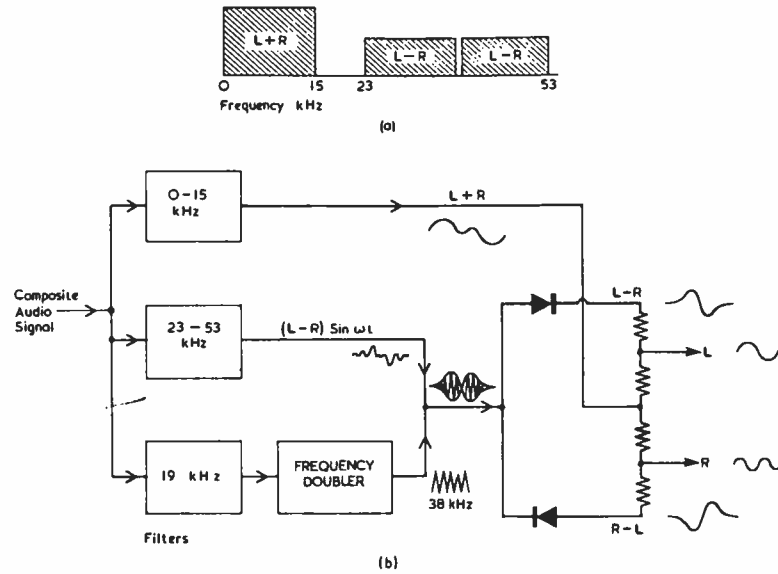 L+R
L−R
L−R
0
15
23
53
Frequency kHz
(a)
0−15
kHz
L+R
Composite
Audio
Signal
23−53
kHz
(L−R) Sin ωt
L−R
L
19 kHz
FREQUENCY
DOUBLER
38 kHz
R
R−L
Filters
(b)